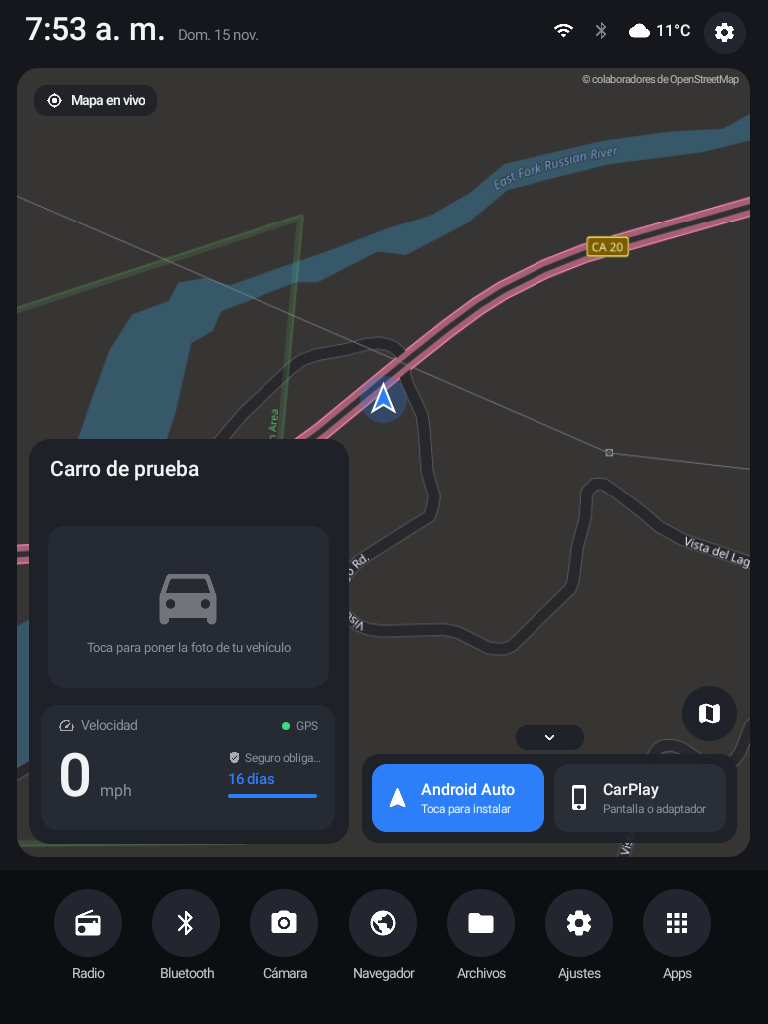 7:53 a. m. Dom. 15 nov.
11°C
© colaboradores de OpenStreetMap
Mapa en vivo
East Fork Russian River
CA 20
Area
Carro de prueba
Rd.
Vista del Lag
Toca para poner la foto de tu vehículo
Velocidad
GPS
0 mph
Seguro obliga...
16 días
Android Auto
Toca para instalar
CarPlay
Pantalla o adaptador
Radio
Bluetooth
Cámara
Navegador
Archivos
Ajustes
Apps